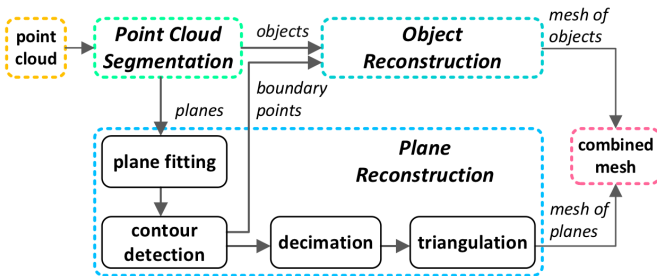 point
cloud
Point Cloud
Segmentation
objects
Object
Reconstruction
mesh of
objects
planes
boundary
points
plane fitting
Plane
Reconstruction
combined
mesh
contour
detection
decimation
triangulation
mesh of
planes